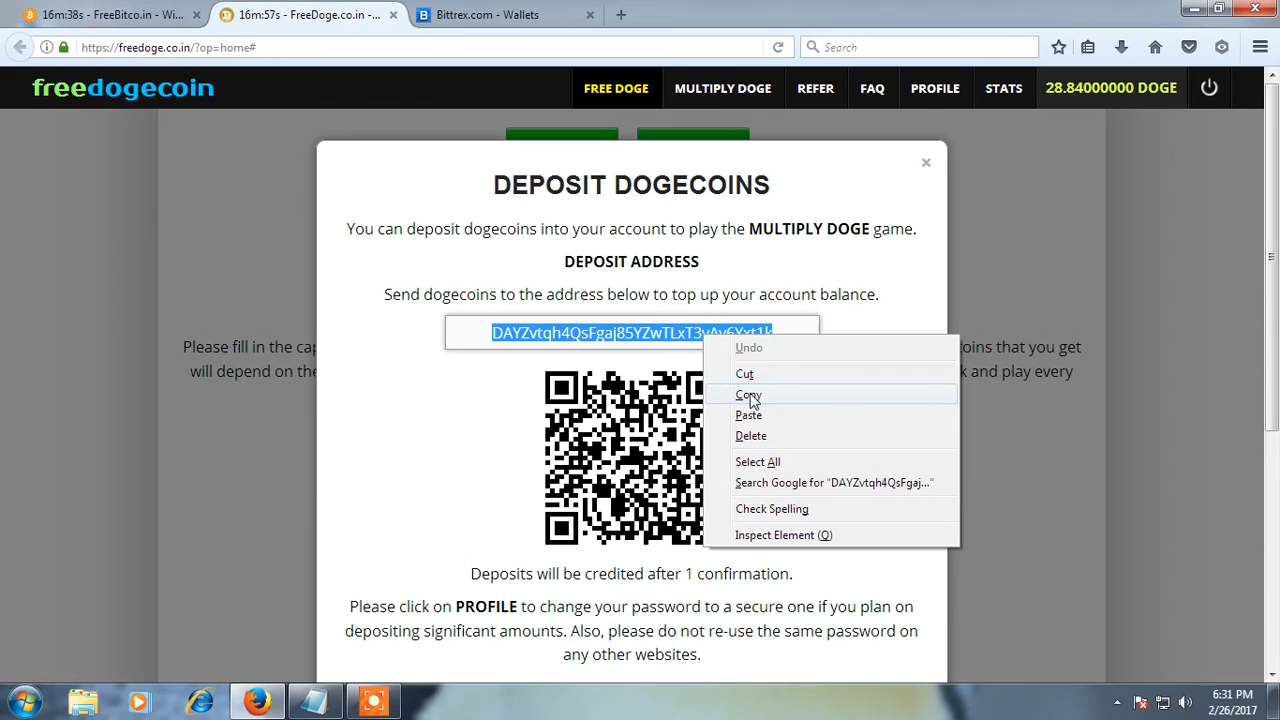 16m:38s - FreeBitco.in - Wi...
16m:57s - FreeDoge.co.in -...
Bittrex.com - Wallets
https://freedoge.co.in/?op=home#
Search
freedogecoin
FREE DOGE
MULTIPLY DOGE
REFER
FAQ
PROFILE
STATS
28.84000000 DOGE
DEPOSIT DOGECOINS
You can deposit dogecoins into your account to play the MULTIPLY DOGE game.
DEPOSIT ADDRESS
Send dogecoins to the address below to top up your account balance.
Please fill in the cap
oins that you get
will depend on the
k and play every
Undo
Cut
Copy
Paste
Delete
Select All
Search Google for "DAYZvtqh4QsFgaj..."
Check Spelling
Inspect Element (Q)
Deposits will be credited after 1 confirmation.
Please click on PROFILE to change your password to a secure one if you plan on
depositing significant amounts. Also, please do not re-use the same password on
any other websites.
6:31 PM
2/26/2017